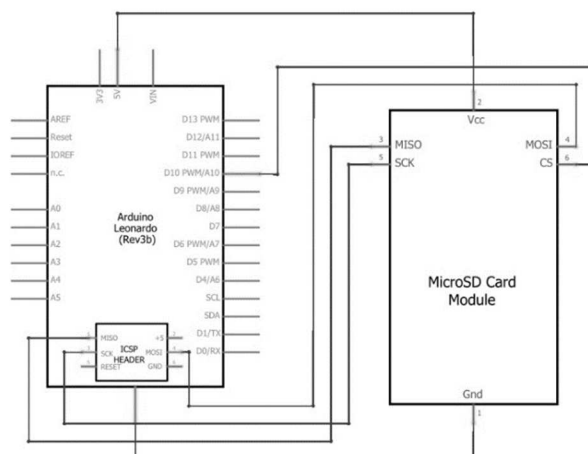 3V3
5V
VIN
AREF
Reset
IOREF
n.c.
A0
A1
A2
A3
A4
A5
Arduino
Leonardo
(Rev3b)
D13 PWM
D12/A11
D11 PWM
D10 PWM/A10
D9 PWM/A9
D8/A8
D7
D6 PWM/A7
D5 PWM
D4/A6
SCL
SDA
D1/TX
D0/RX
MISO
SCK
RESET
ICSP
HEADER
+5
MOSI
GND
2
Vcc
3
MISO
5
SCK
MOSI
4
CS
6
MicroSD Card
Module
Gnd
1